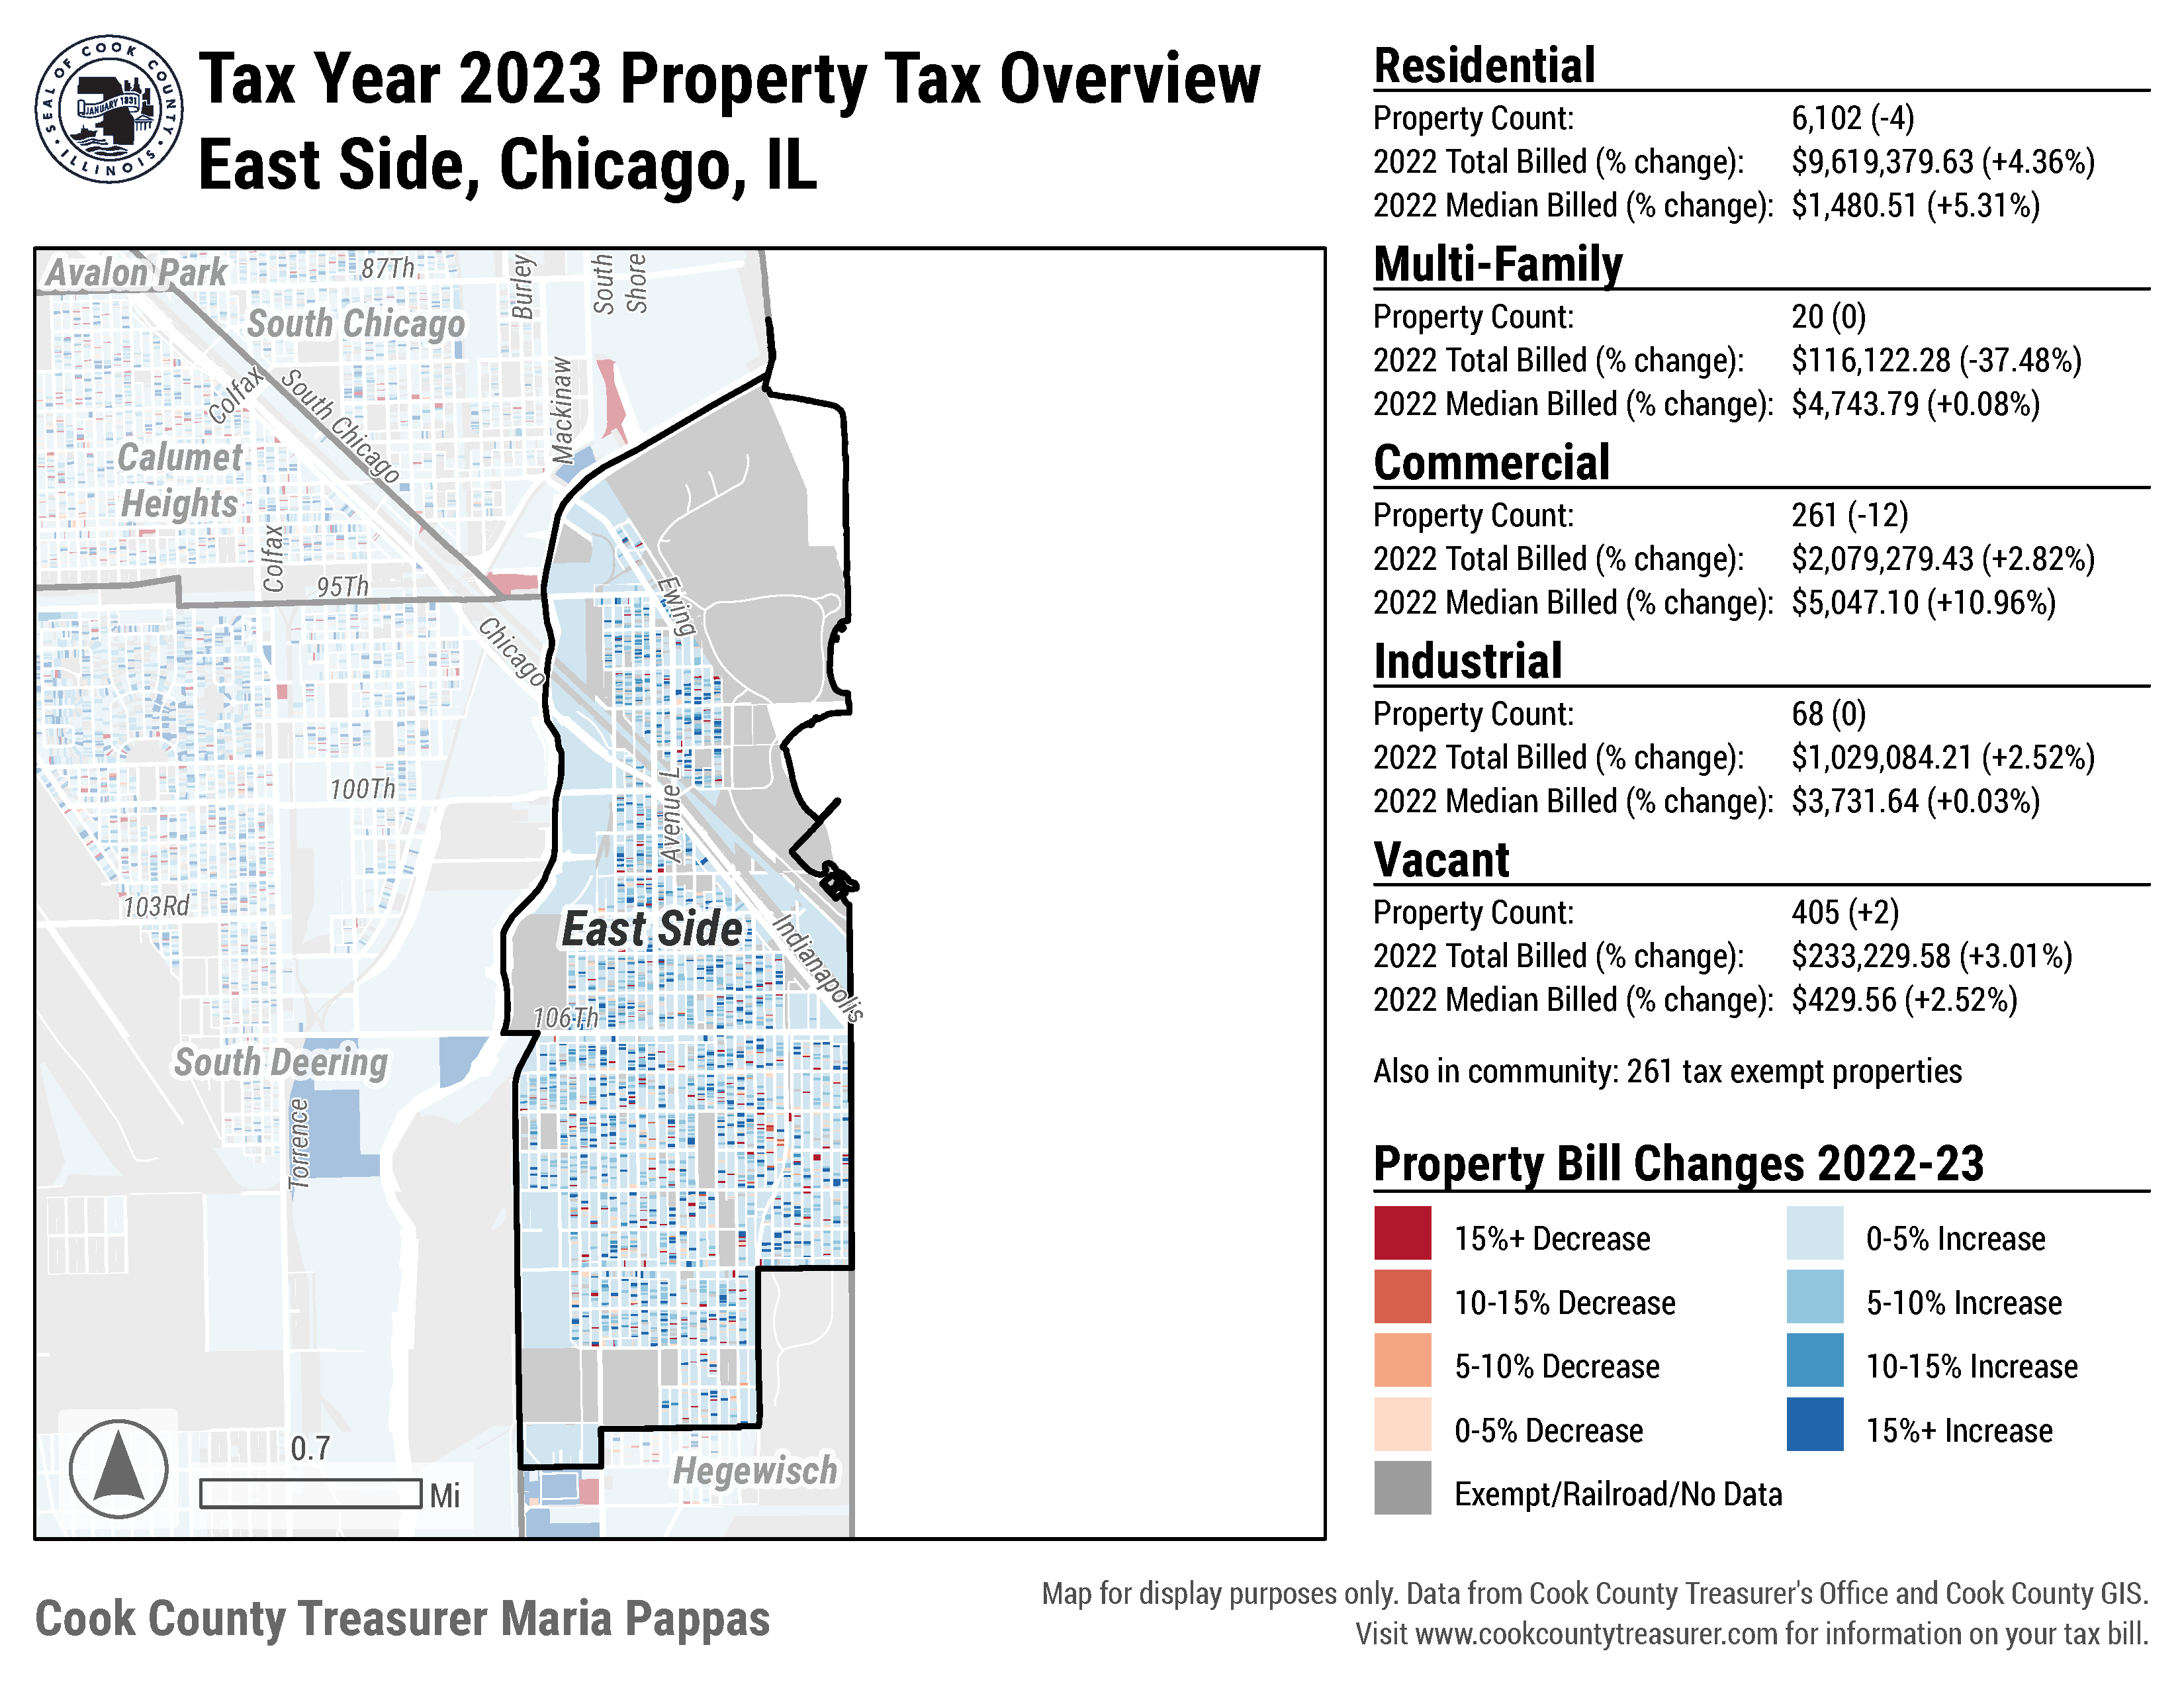 SEAL OF COOK COUNTY ILLINOIS
JANUARY 1831
Tax Year 2023 Property Tax Overview
East Side, Chicago, IL
Avalon Park
87Th
Burley
South Shore
South Chicago
Mackinaw
Colfax
South Chicago
Calumet
Heights
Colfax
95Th
Ewing
Chicago
100Th
Avenue L
103Rd
East Side
Indianapolis
106Th
South Deering
Torrence
Hegewisch
0.7
Mi
Residential
Property Count: 6,102 (-4)
2022 Total Billed (% change): $9,619,379.63 (+4.36%)
2022 Median Billed (% change): $1,480.51 (+5.31%)
Multi-Family
Property Count: 20 (0)
2022 Total Billed (% change): $116,122.28 (-37.48%)
2022 Median Billed (% change): $4,743.79 (+0.08%)
Commercial
Property Count: 261 (-12)
2022 Total Billed (% change): $2,079,279.43 (+2.82%)
2022 Median Billed (% change): $5,047.10 (+10.96%)
Industrial
Property Count: 68 (0)
2022 Total Billed (% change): $1,029,084.21 (+2.52%)
2022 Median Billed (% change): $3,731.64 (+0.03%)
Vacant
Property Count: 405 (+2)
2022 Total Billed (% change): $233,229.58 (+3.01%)
2022 Median Billed (% change): $429.56 (+2.52%)
Also in community: 261 tax exempt properties
Property Bill Changes 2022-23
15%+ Decrease
10-15% Decrease
5-10% Decrease
0-5% Decrease
Exempt/Railroad/No Data
0-5% Increase
5-10% Increase
10-15% Increase
15%+ Increase
Cook County Treasurer Maria Pappas
Map for display purposes only. Data from Cook County Treasurer's Office and Cook County GIS.
Visit www.cookcountytreasurer.com for information on your tax bill.